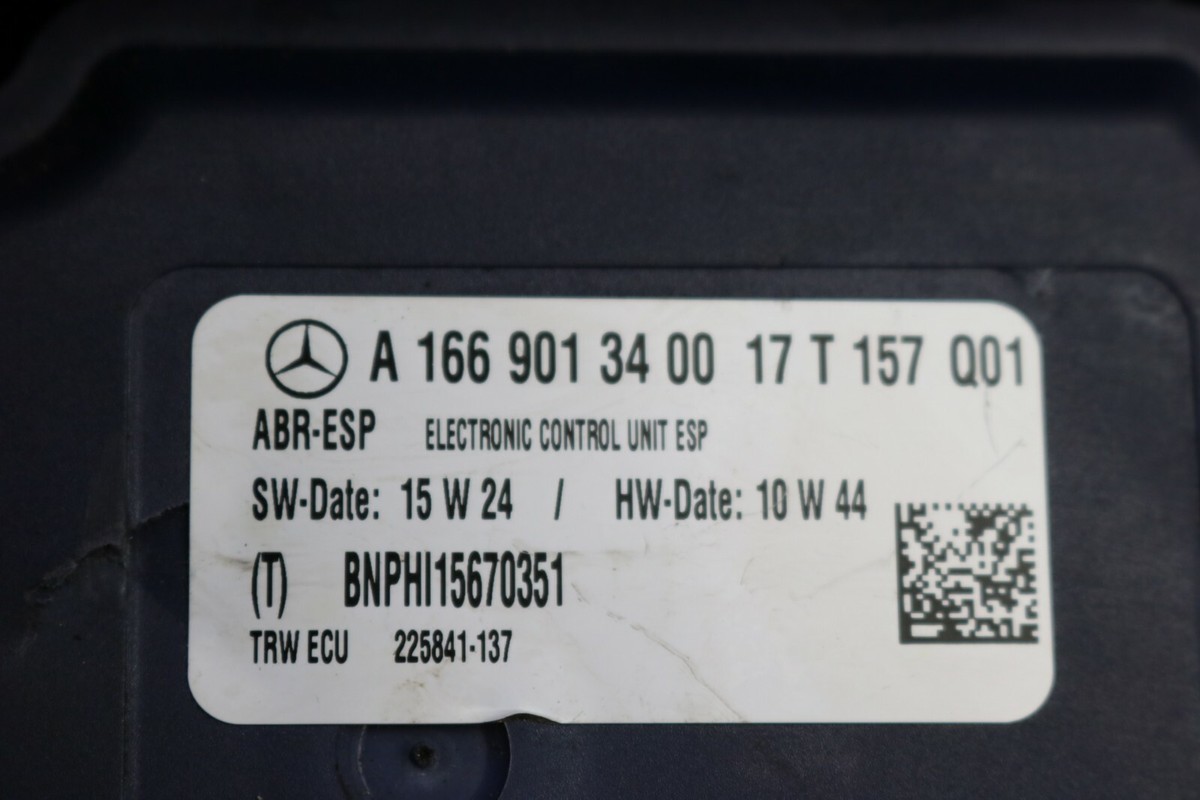 A 166 901 34 00 17 T 157 Q01
ABR-ESP ELECTRONIC CONTROL UNIT ESP
SW-Date: 15 W 24 / HW-Date: 10 W 44
(T) BNPHI15670351
TRW ECU 225841-137